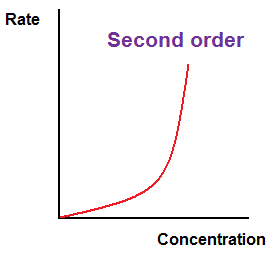 Rate
Second order
Concentration